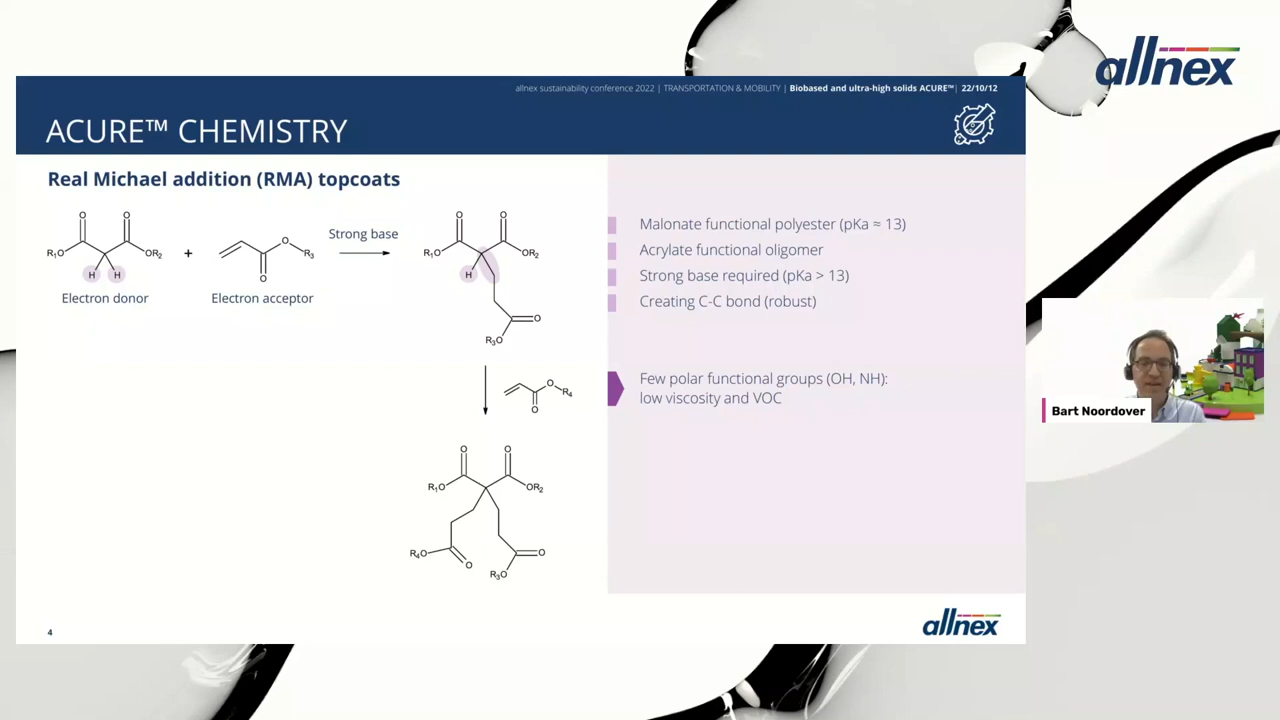 allnex
allnex sustainability conference 2022 | TRANSPORTATION & MOBILITY | Biobased and ultra-high solids ACURE™| 22/10/12
ACURE™ CHEMISTRY
Real Michael addition (RMA) topcoats
O O
R₁O OR₂
H H
Electron donor
+
O R₃
O
Electron acceptor
Strong base
O O
R₁O OR₂
H
O
R₃O
O R₄
O
O O
R₁O OR₂
R₄O
O
O
R₃O
Malonate functional polyester (pKa ≈ 13)
Acrylate functional oligomer
Strong base required (pKa > 13)
Creating C-C bond (robust)
Few polar functional groups (OH, NH):
low viscosity and VOC
Bart Noordover
4
allnex